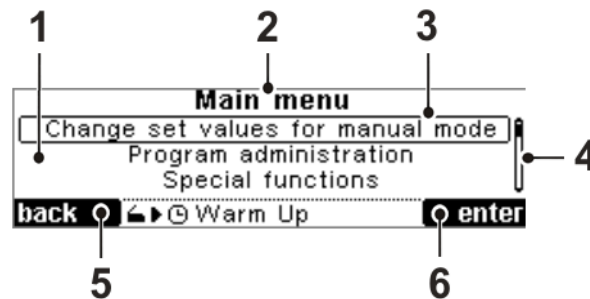 1 2 3
Main menu
Change set values for manual mode
4
Program administration
Special functions
back Warm Up enter
5 6